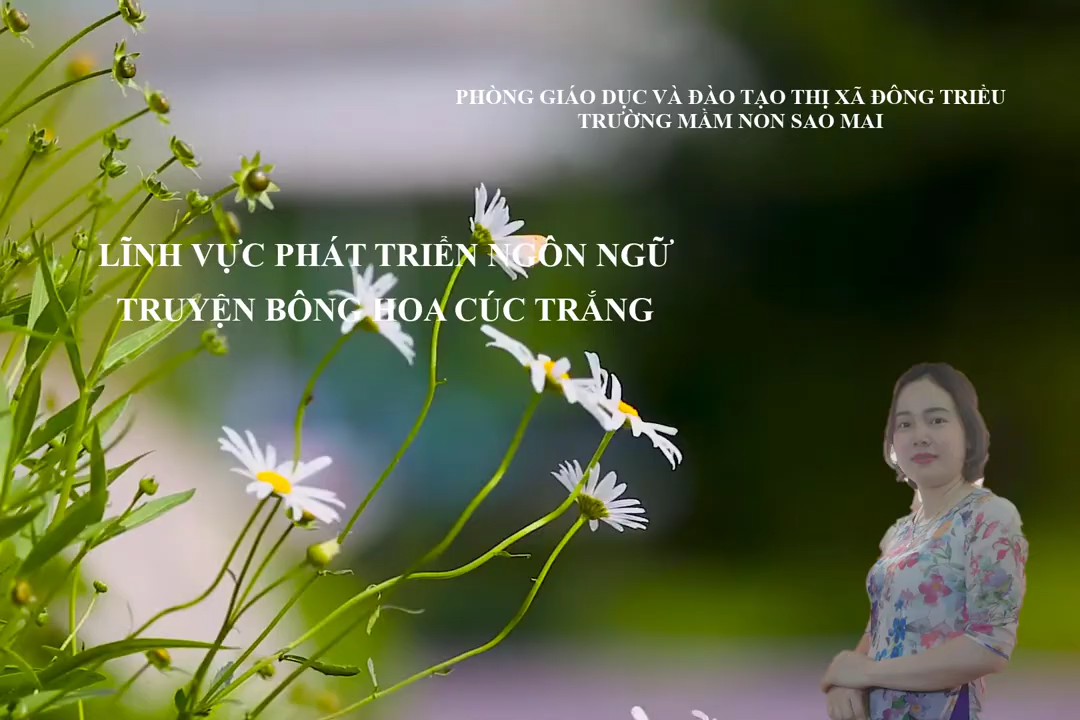 PHÒNG GIÁO DỤC VÀ ĐÀO TẠO THỊ XÃ ĐÔNG TRIỀU
TRƯỜNG MẦM NON SAO MAI
LĨNH VỰC PHÁT TRIỂN NGÔN NGỮ
TRUYỆN BÔNG HOA CÚC TRẮNG